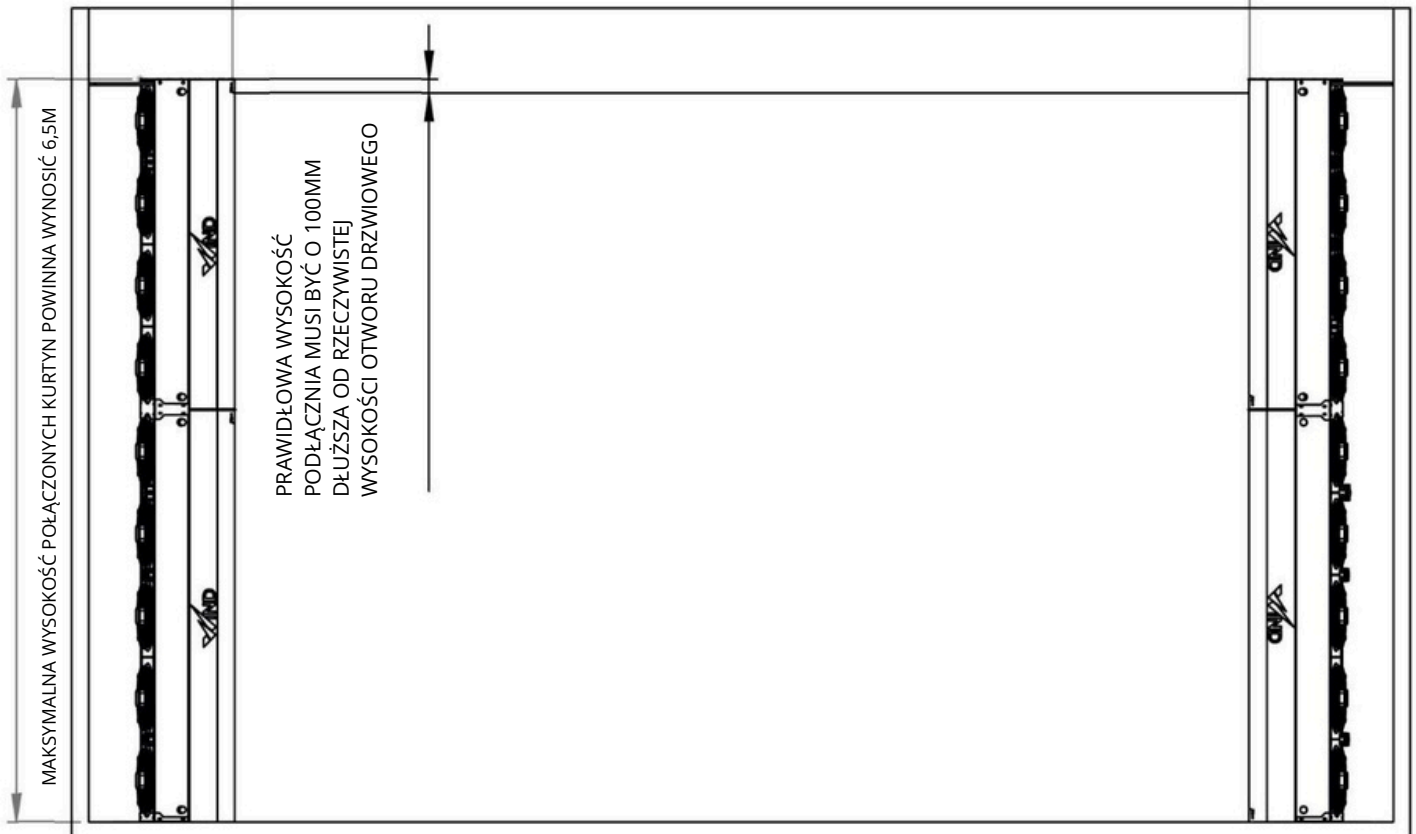 MAKSYMALNA WYSOKOŚĆ POŁĄCZONYCH KURTYN POWINNA WYNOSIĆ 6,5M
PRAWIDŁOWA WYSOKOŚĆ
PODŁĄCZNIA MUSI BYĆ O 100MM
DŁUŻSZA OD RZECZYWISTEJ
WYSOKOŚCI OTWORU DRZWIOWEGO